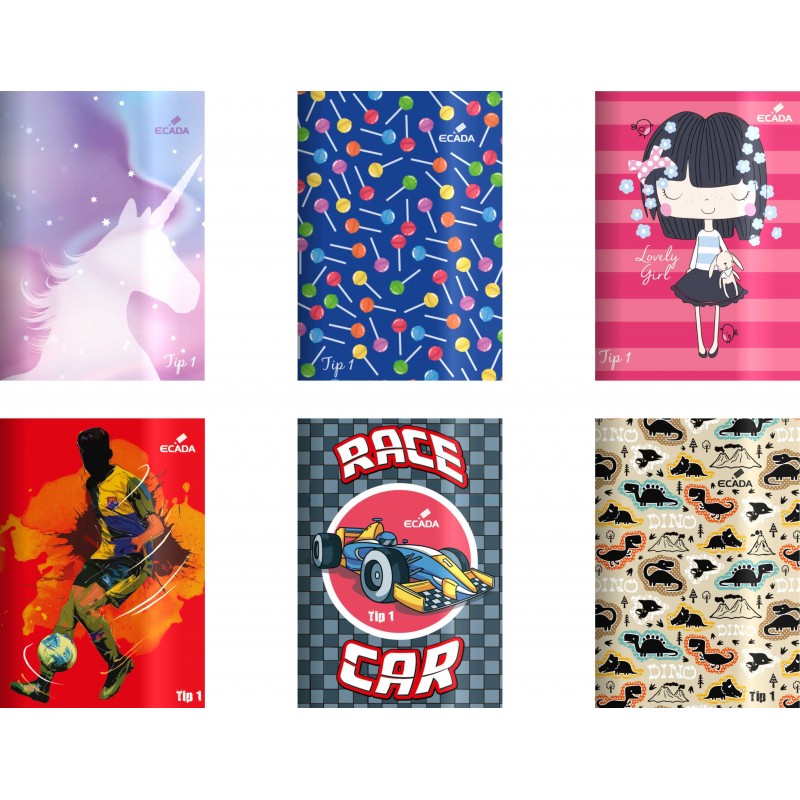 ECADA
Tip 1
ECADA
Tip 1
ECADA
Lovely
Girl
Tip 1
ECADA
Tip 1
RACE
ECADA
Tip 1
CAR
DINO
ECADA
DINO
DINO
DINO
Tip 1